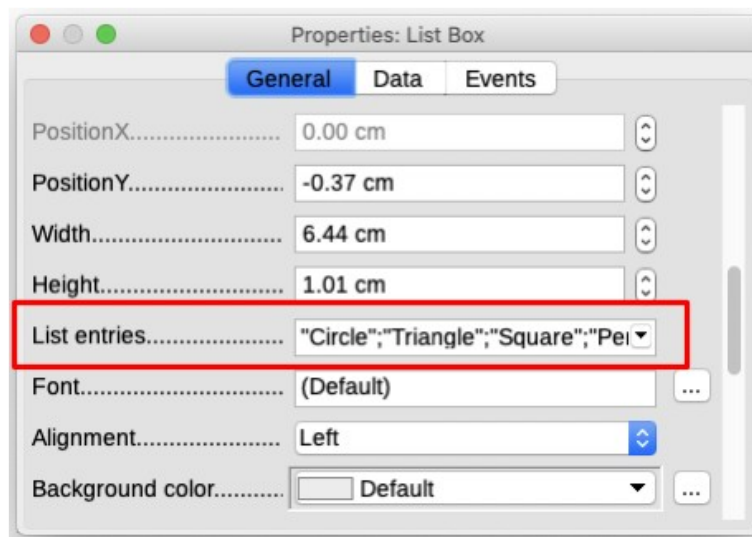 Properties: List Box
General Data Events
PositionX....................... 0.00 cm
PositionY....................... -0.37 cm
Width............................ 6.44 cm
Height........................... 1.01 cm
List entries...................... "Circle";"Triangle";"Square";"Per
Font.............................. (Default) ...
Alignment...................... Left
Background color........... Default ...